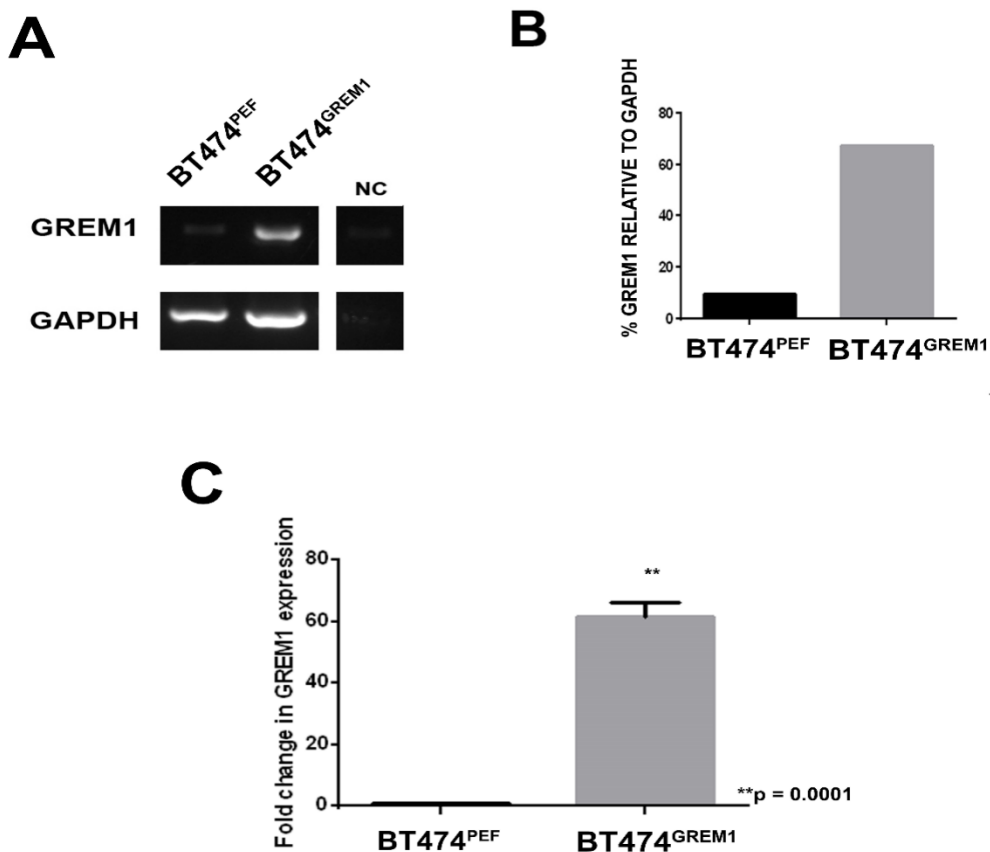 A
BT474PEF
BT474GREM1
NC
GREM1
GAPDH
B
% GREM1 RELATIVE TO GAPDH
80
60
40
20
0
BT474PEF
BT474GREM1
C
Fold change in GREM1 expression
80
60
40
20
0
**
**p = 0.0001
BT474PEF
BT474GREM1